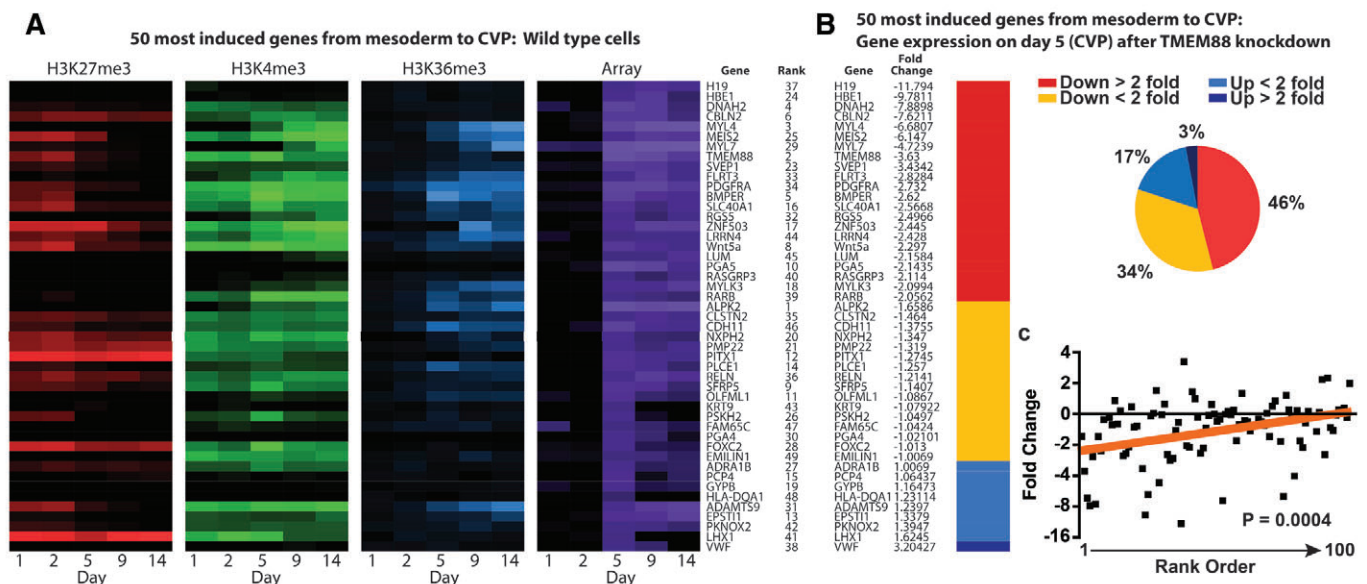 A
50 most induced genes from mesoderm to CVP: Wild type cells
H3K27me3 H3K4me3 H3K36me3 Array
Gene Rank
H19 37
HBE1 24
DNAH2 4
CBLN2 6
MYL4 3
MEIS2 25
MYL7 29
TMEM88 2
SVEP1 23
FLRT3 33
PDGFRA 34
BMPER 5
SLC40A1 16
RGS5 32
ZNF503 17
LRRN4 44
Wnt5a 8
LUM 45
PGA5 10
RASGRP3 40
MYLK3 18
RARB 39
ALPK2 1
CLSTN2 35
CDH11 46
NXPH2 20
PMP22 21
PITX1 12
PLCE1 14
RELN 36
SFRP5 9
OLFML1 11
KRT9 43
PSKH2 26
FAM65C 47
PGA4 30
FOXC2 28
EMILIN1 49
ADRA1B 27
PCP4 15
GYPB 19
HLA-DQA1 48
ADAMTS9 31
EPSTI1 13
PKNOX2 42
LHX1 41
VWF 38
1 2 5 9 14
Day
1 2 5 9 14
Day
1 2 5 9 14
Day
1 2 5 9 14
Day
B
50 most induced genes from mesoderm to CVP:
Gene expression on day 5 (CVP) after TMEM88 knockdown
Gene Fold Change
H19 -11.794
HBE1 -9.7811
DNAH2 -7.8898
CBLN2 -7.6211
MYL4 -6.6807
MEIS2 -6.147
MYL7 -4.7239
TMEM88 -3.63
SVEP1 -3.4342
FLRT3 -2.8284
PDGFRA -2.732
BMPER -2.62
SLC40A1 -2.5668
RGS5 -2.4966
ZNF503 -2.445
LRRN4 -2.428
Wnt5a -2.297
LUM -2.1584
PGA5 -2.1435
RASGRP3 -2.114
MYLK3 -2.0994
RARB -2.0562
ALPK2 -1.6586
CLSTN2 -1.464
CDH11 -1.3755
NXPH2 -1.347
PMP22 -1.319
PITX1 -1.2745
PLCE1 -1.257
RELN -1.2141
SFRP5 -1.1407
OLFML1 -1.0867
KRT9 -1.07922
PSKH2 -1.0497
FAM65C -1.0424
PGA4 -1.02101
FOXC2 -1.013
EMILIN1 -1.0069
ADRA1B 1.0069
PCP4 1.06437
GYPB 1.16473
HLA-DQA1 1.23114
ADAMTS9 1.2397
EPSTI1 1.3379
PKNOX2 1.3947
LHX1 1.6245
VWF 3.20427
Down > 2 fold Up < 2 fold
Down < 2 fold Up > 2 fold
3%
17%
46%
34%
C
Fold Change
4
2
0
-2
-4
-8
-16
P = 0.0004
1 100
Rank Order